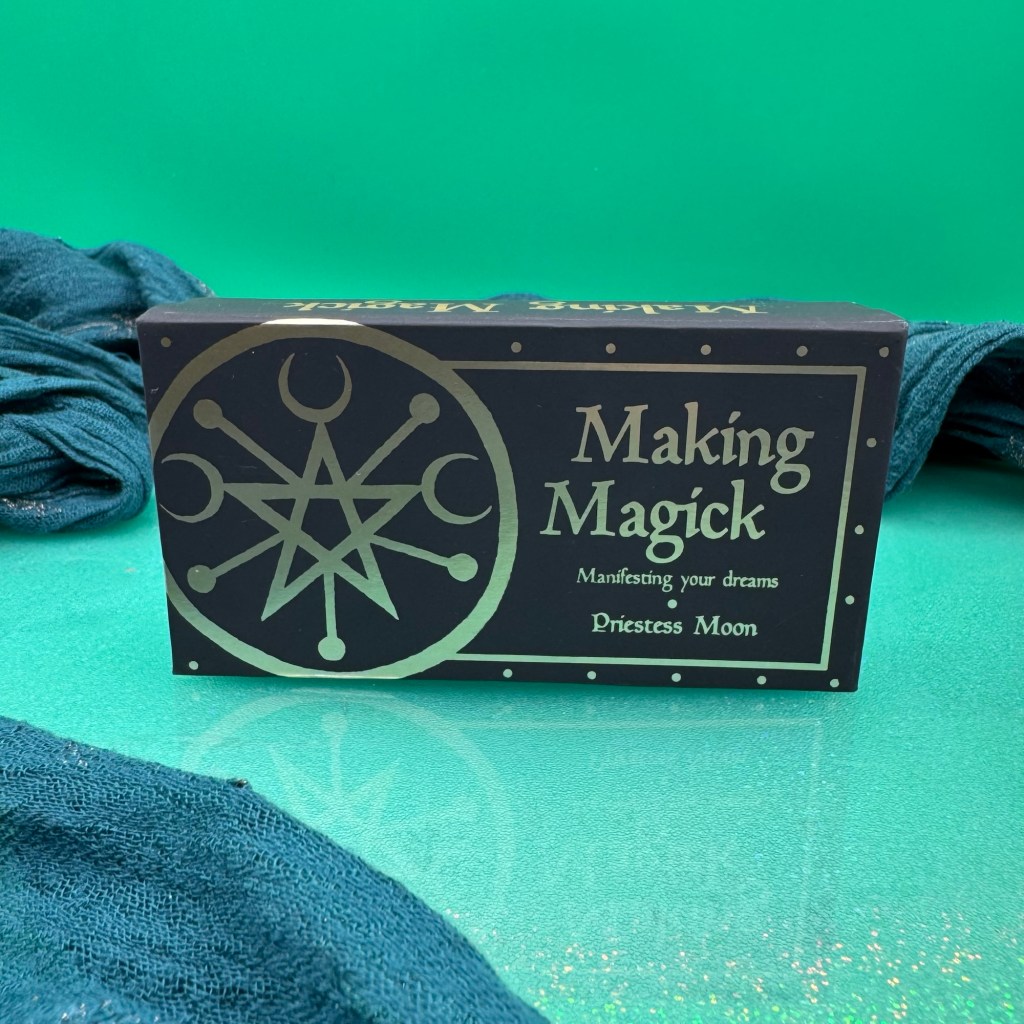 Making Magick
Making
Magick
Manifesting your dreams
Priestess Moon